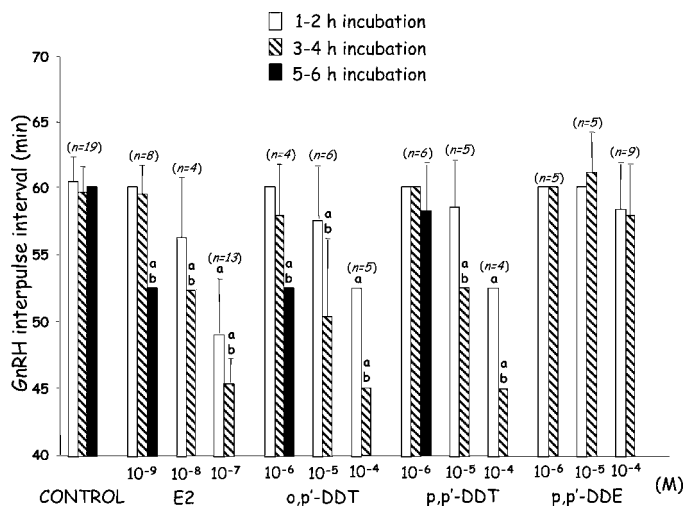 1-2 h incubation
3-4 h incubation
5-6 h incubation
GnRH interpulse interval (min)
70
65
60
55
50
45
40
(n=19)
(n=8)
(n=4)
(n=13)
(n=4)
(n=6)
(n=5)
(n=6)
(n=5)
(n=4)
(n=5)
(n=5)
(n=9)
a
b
a
b
a
a
b
a
b
a
b
a
b
a
b
a
a
b
a
b
10-9 10-8 10-7 10-6 10-5 10-4 10-6 10-5 10-4 10-6 10-5 10-4 (M)
CONTROL E2 o,p'-DDT p,p'-DDT p,p'-DDE